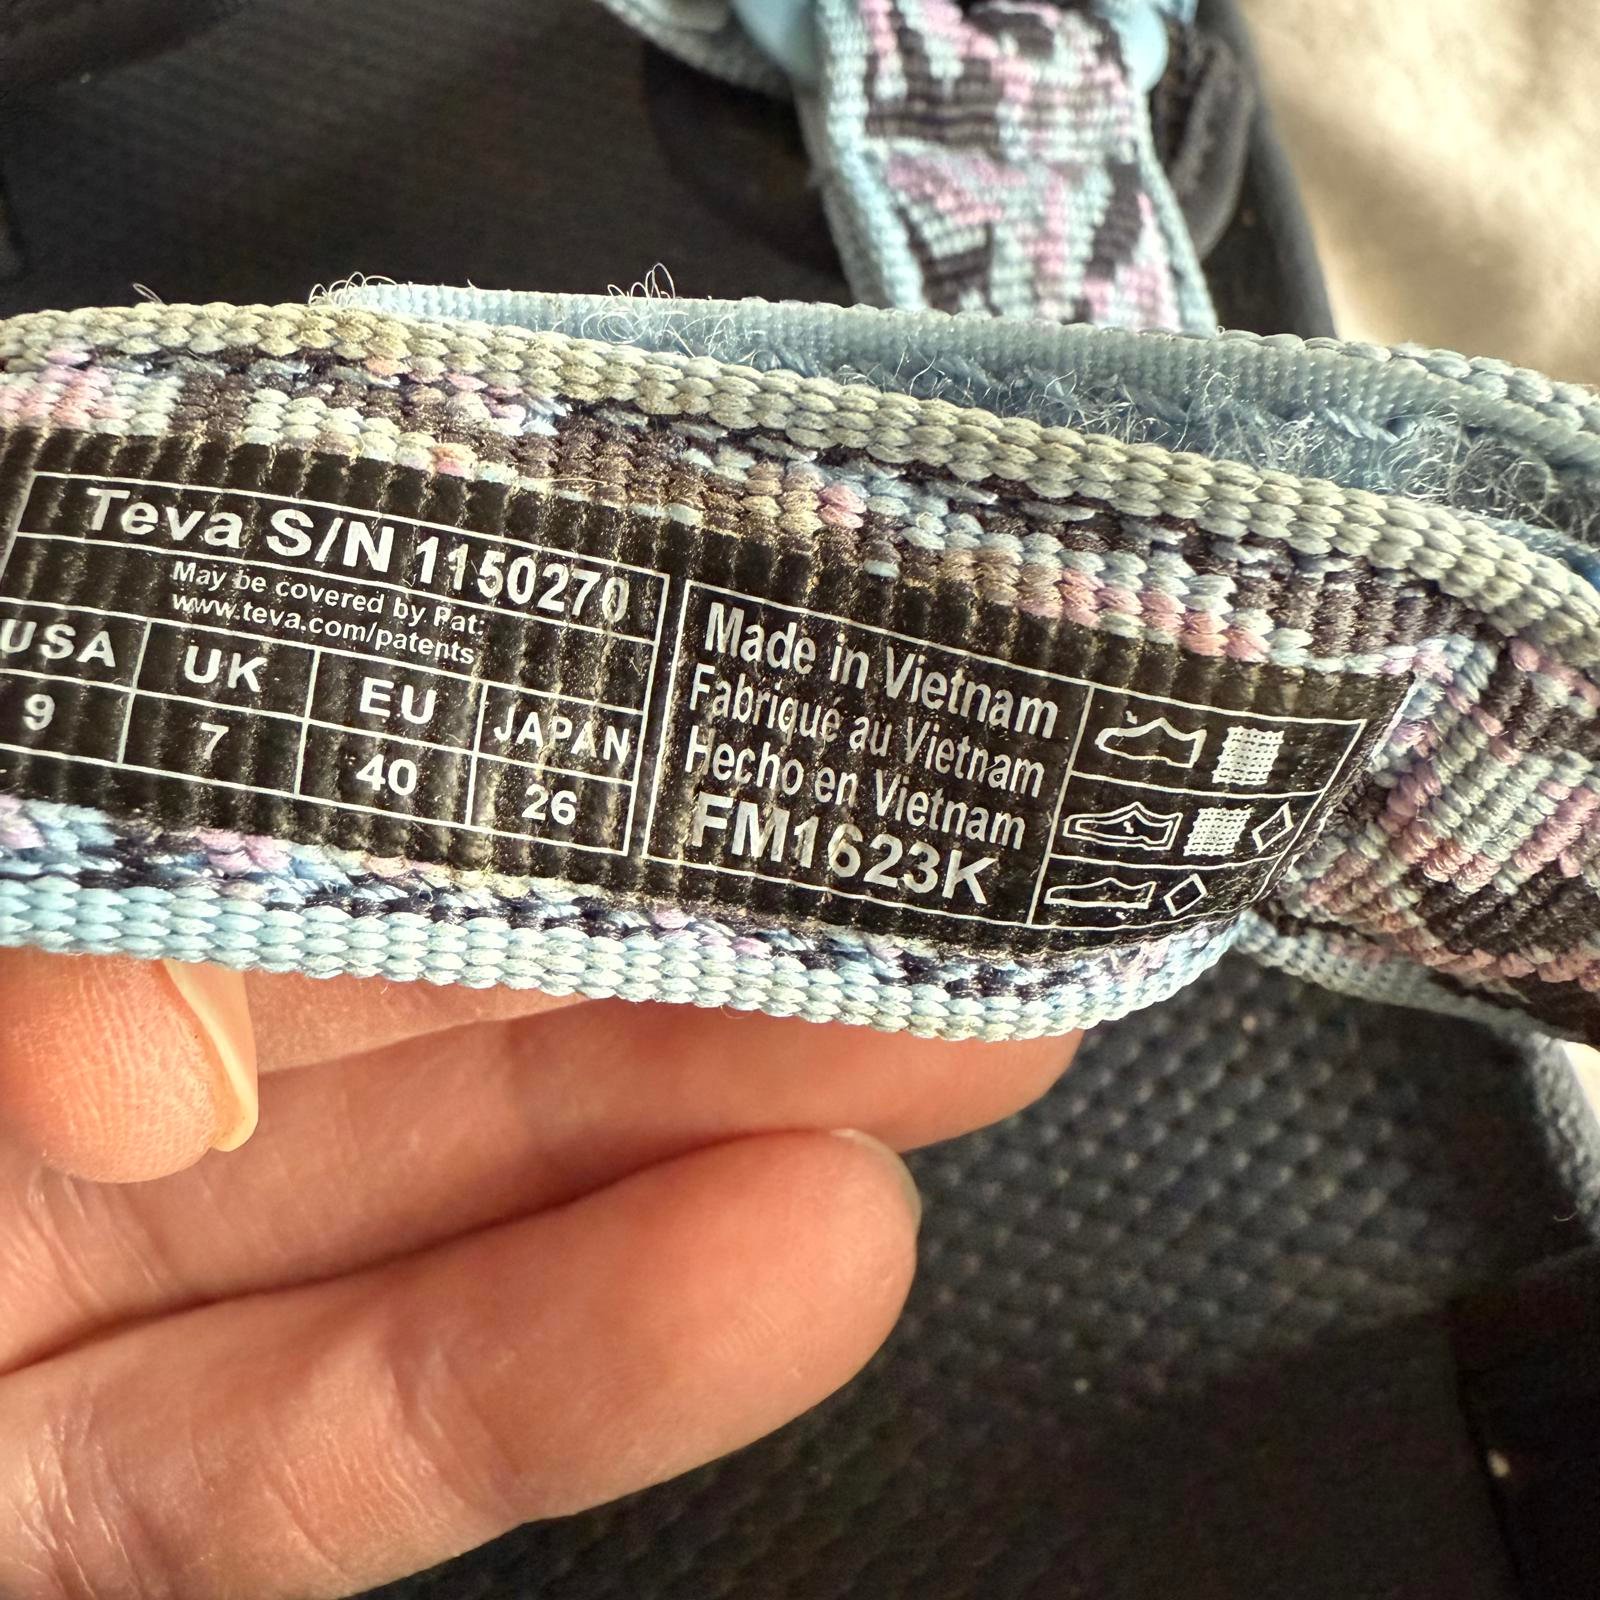 Teva S/N 1150270
May be covered by Pat:
www.teva.com/patents
USA UK EU JAPAN
9 7 40 26
Made in Vietnam
Fabriqué au Vietnam
Hecho en Vietnam
FM1623K